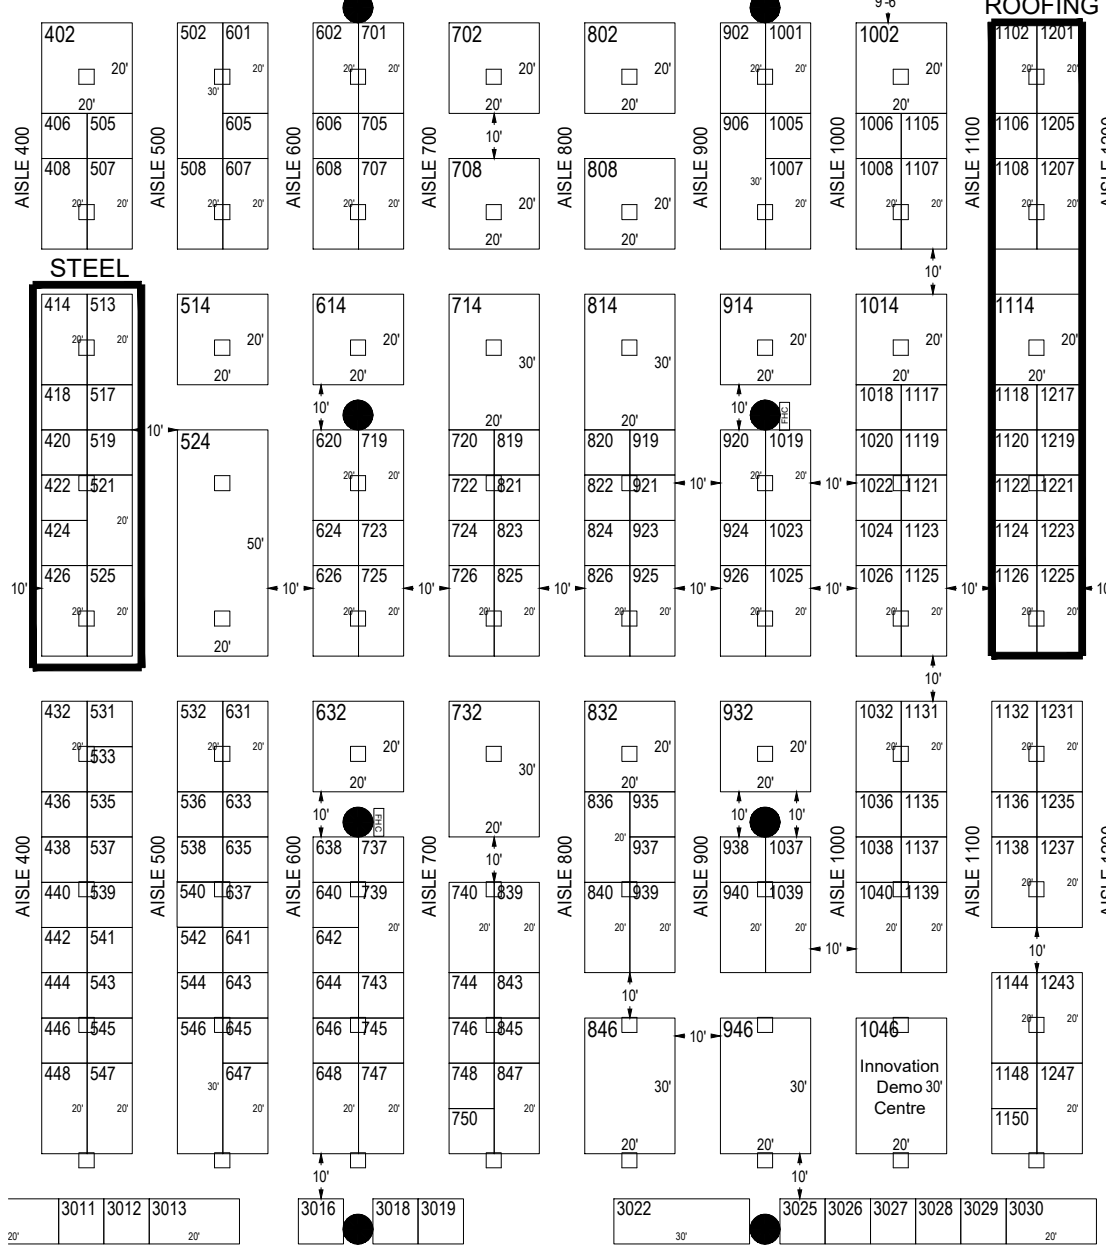 9'-6
ROOFING
402 502 601 602 701 702 802 902 1001 1002 1102 1201
20' 20' 20' 20' 20' 20' 20' 20' 20' 20' 20' 20'
30'
20' 20' 20' 20'
406 505 605 606 705 10' 906 1005 1006 1105 1106 1205
AISLE 400 AISLE 500 AISLE 600 AISLE 700 AISLE 800 AISLE 900 AISLE 1000 AISLE 1100 AISLE 1200
408 507 508 607 608 707 708 808 1007 1008 1107 1108 1207
30'
20' 20' 20' 20' 20' 20' 20' 20' 20' 20' 20' 20' 20'
20' 20'
STEEL
10'
414 513 514 614 714 814 914 1014 1114
20' 20' 20' 20' 20' 20' 20'
30' 30'
20' 20' 20' 20' 20'
418 517 10' 10' FHC 1018 1117 1118 1217
20' 20'
420 519 10' 524 620 719 720 819 820 919 920 1019 1020 1119 1120 1219
20' 20' 20' 20'
422 521 722 821 822 921 10' 10' 1022 1121 1122 1221
20'
424 624 723 724 823 824 923 924 1023 1024 1123 1124 1223
50'
426 525 626 725 726 825 826 925 926 1025 1026 1125 1126 1225
10' 10' 10' 10' 10' 10' 10' 10'
20' 20' 20' 20' 20' 20' 20' 20' 20' 20' 20' 20' 20' 20'
20'
10'
432 531 532 631 632 732 832 932 1032 1131 1132 1231
20' 533 20' 20' 20' 20' 20' 20' 20' 20' 20'
30'
20' 20' 20'
436 535 536 633 10' FHC 836 935 10' 10' 1036 1135 1136 1235
20' 20'
AISLE 400 AISLE 500 AISLE 600 AISLE 700 AISLE 800 AISLE 900 AISLE 1000 AISLE 1100 AISLE 1200
438 537 538 635 638 737 10' 937 938 1037 1038 1137 1138 1237
440 539 540 637 640 739 740 839 840 939 940 1039 1040 1139 20' 20'
442 541 542 641 642 20' 20' 20' 20' 20' 20' 20' 20' 20'
10' 10'
444 543 544 643 644 743 744 843 10' 1144 1243
446 545 546 645 646 745 746 845 846 10' 946 1046 20' 20'
448 547 647 648 747 748 847 Innovation 1148 1247
30' 30' 30' Demo 30'
20' 20' 20' 20' 20' 750 20' Centre 1150 20'
20' 20' 20'
10' 10'
3011 3012 3013 3016 3018 3019 3022 3025 3026 3027 3028 3029 3030
20' 20' 30' 20'